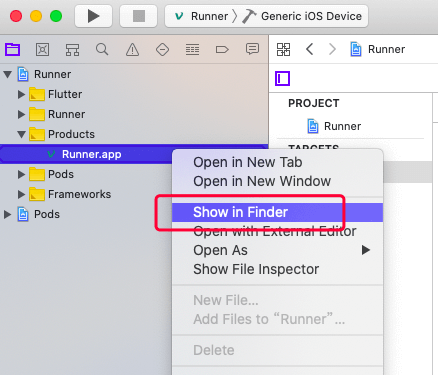 Runner
Generic iOS Device
Runner
Runner
Flutter
Runner
Products
Runner.app
Pods
Frameworks
Pods
PROJECT
Runner
TARGETS
Open in New Tab
Open in New Window
Show in Finder
Open with External Editor
Open As
Show File Inspector
New File...
Add Files to “Runner”...
Delete